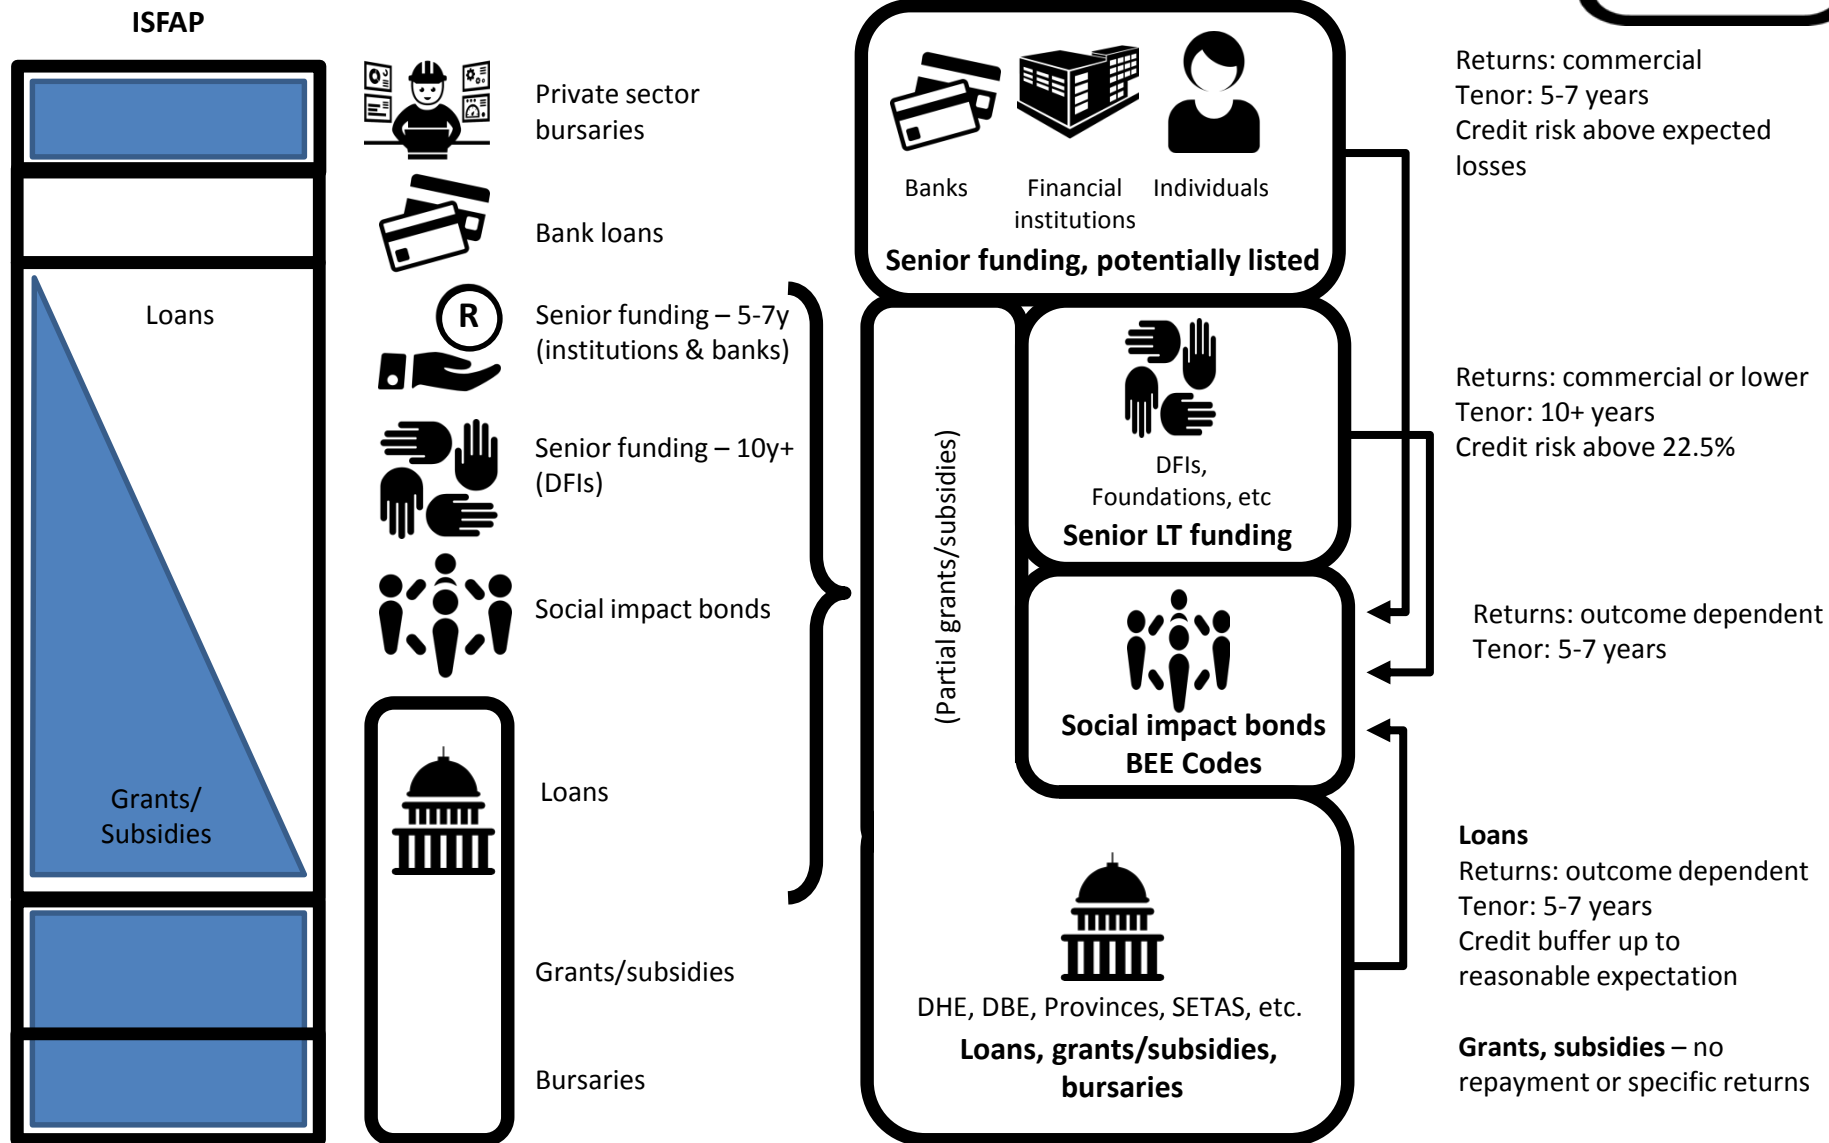 ISFAP
Loans
Grants/
Subsidies
Private sector
bursaries
Bank loans
R
Senior funding – 5-7y
(institutions & banks)
Senior funding – 10y+
(DFIs)
Social impact bonds
Loans
Grants/subsidies
Bursaries
Banks
Financial
institutions
Individuals
Senior funding, potentially listed
(Partial grants/subsidies)
DFIs,
Foundations, etc
Senior LT funding
Social impact bonds
BEE Codes
DHE, DBE, Provinces, SETAS, etc.
Loans, grants/subsidies,
bursaries
Returns: commercial
Tenor: 5-7 years
Credit risk above expected
losses
Returns: commercial or lower
Tenor: 10+ years
Credit risk above 22.5%
Returns: outcome dependent
Tenor: 5-7 years
Loans
Returns: outcome dependent
Tenor: 5-7 years
Credit buffer up to
reasonable expectation
Grants, subsidies – no
repayment or specific returns